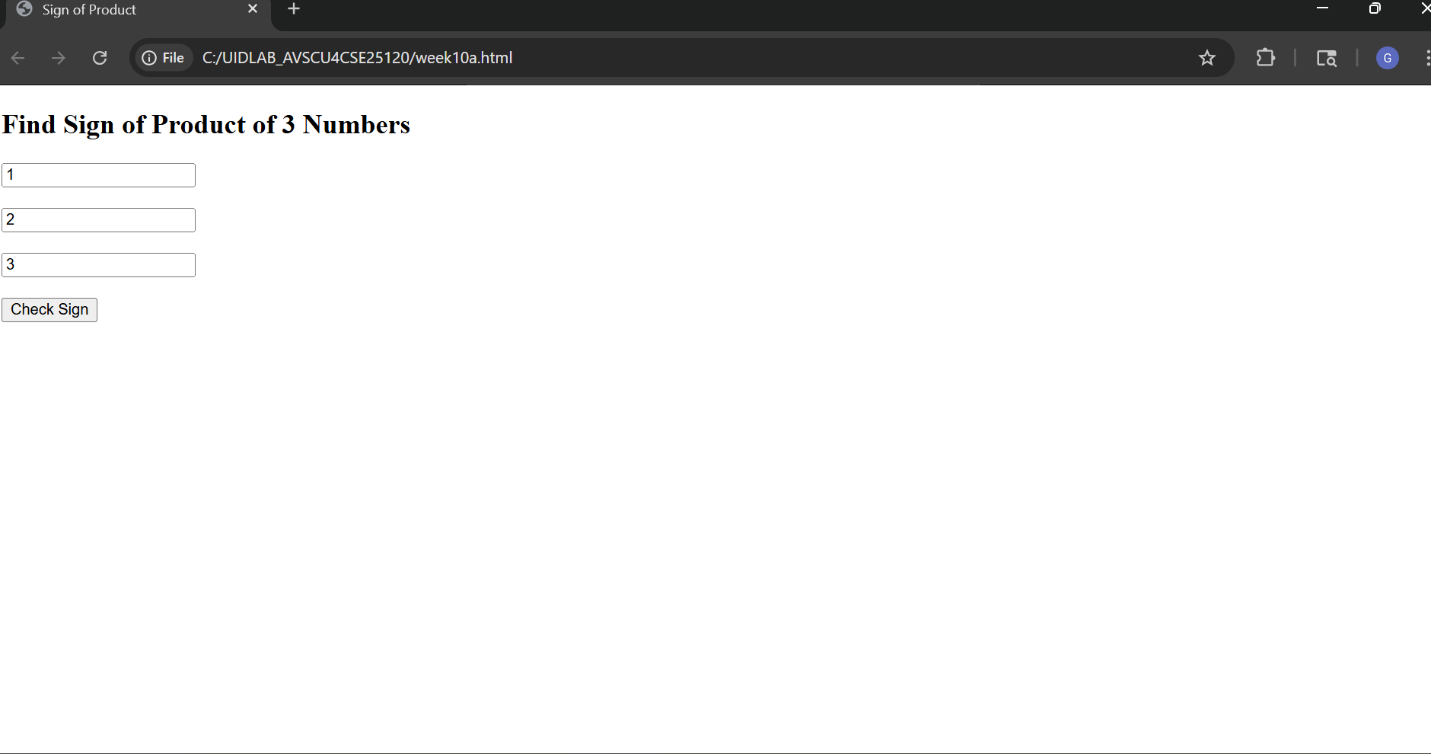 Sign of Product
File C:/UIDLAB_AVSCU4CSE25120/week10a.html
G
Find Sign of Product of 3 Numbers
1
2
3
Check Sign